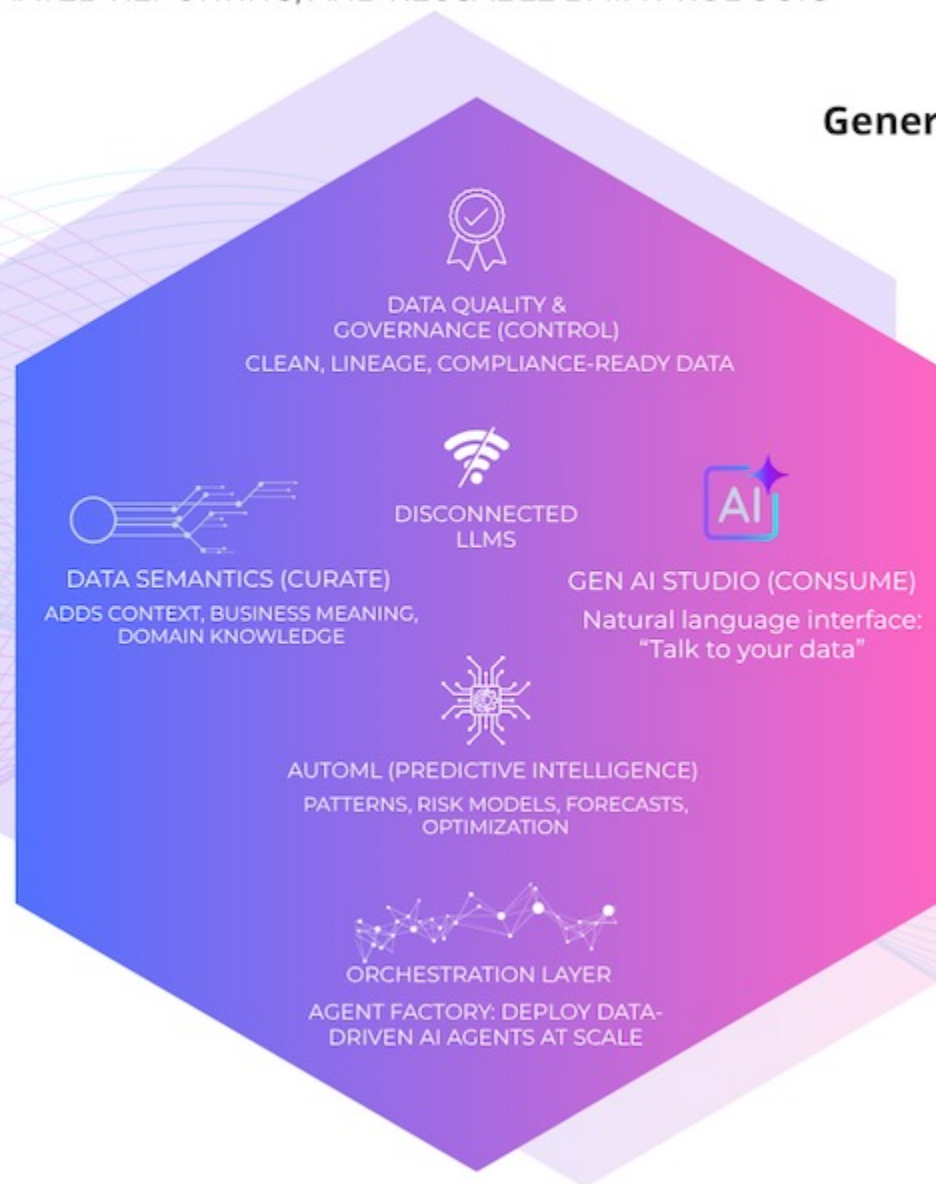 Gener
DATA QUALITY &
GOVERNANCE (CONTROL)
CLEAN, LINEAGE, COMPLIANCE-READY DATA
DISCONNECTED
LLMS
AI
DATA SEMANTICS (CURATE)
ADDS CONTEXT, BUSINESS MEANING,
DOMAIN KNOWLEDGE
GEN AI STUDIO (CONSUME)
Natural language interface:
“Talk to your data”
AUTOML (PREDICTIVE INTELLIGENCE)
PATTERNS, RISK MODELS, FORECASTS,
OPTIMIZATION
ORCHESTRATION LAYER
AGENT FACTORY: DEPLOY DATA-
DRIVEN AI AGENTS AT SCALE